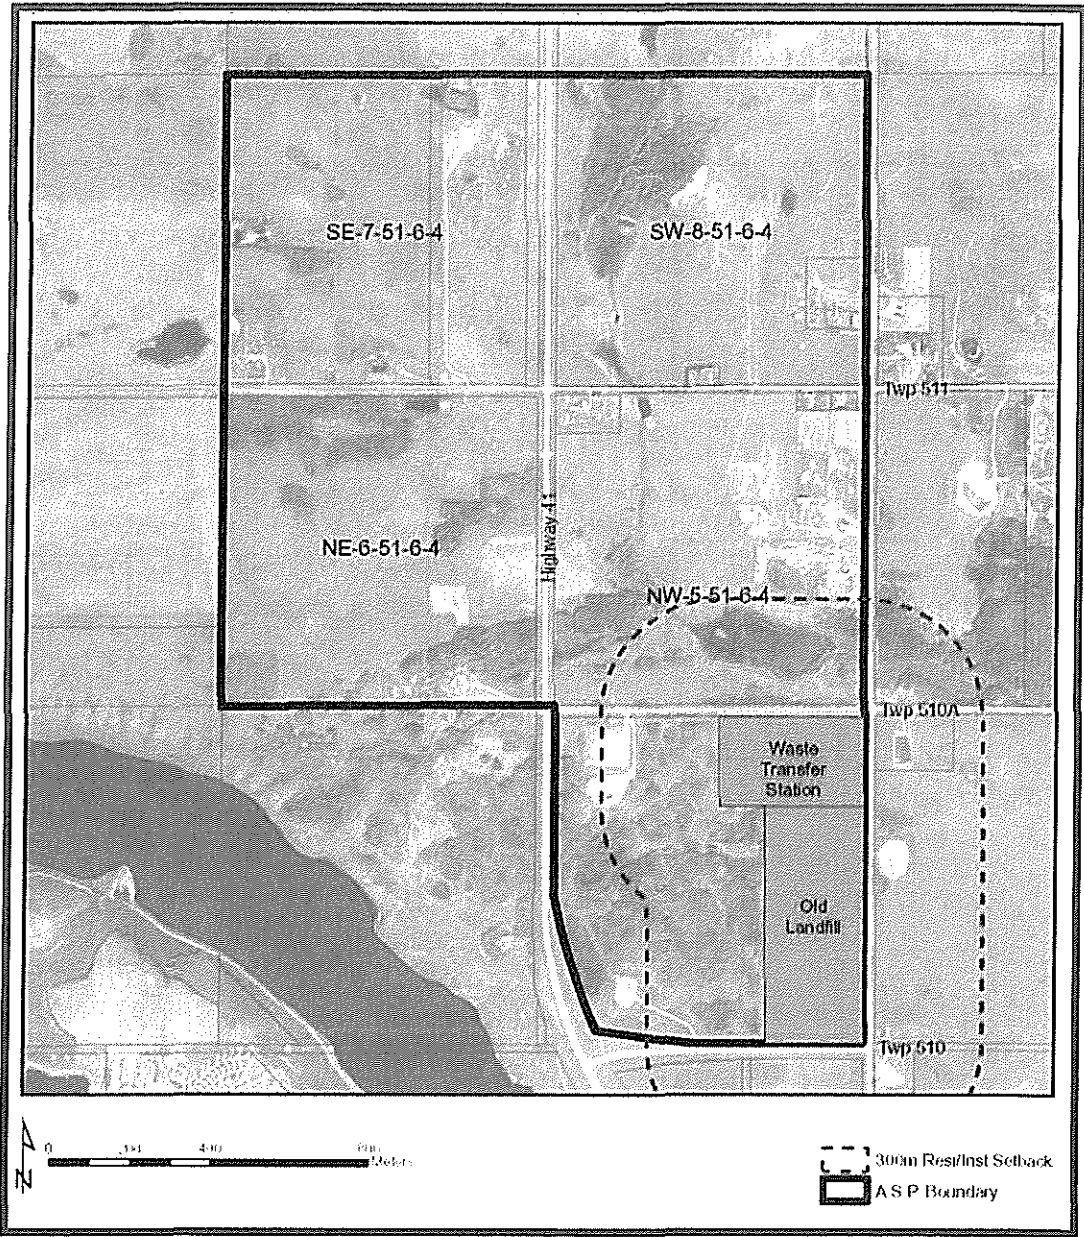 SE-7-51-6-4
SW-8-51-6-4
Twp 511
Highway 41
NE-6-51-6-4
NW-5-51-6-4
Twp 510A
Waste
Transfer
Station
Old
Landfill
Twp 510
N
0 400
Meters
300m Resi/Inst Setback
A S P Boundary